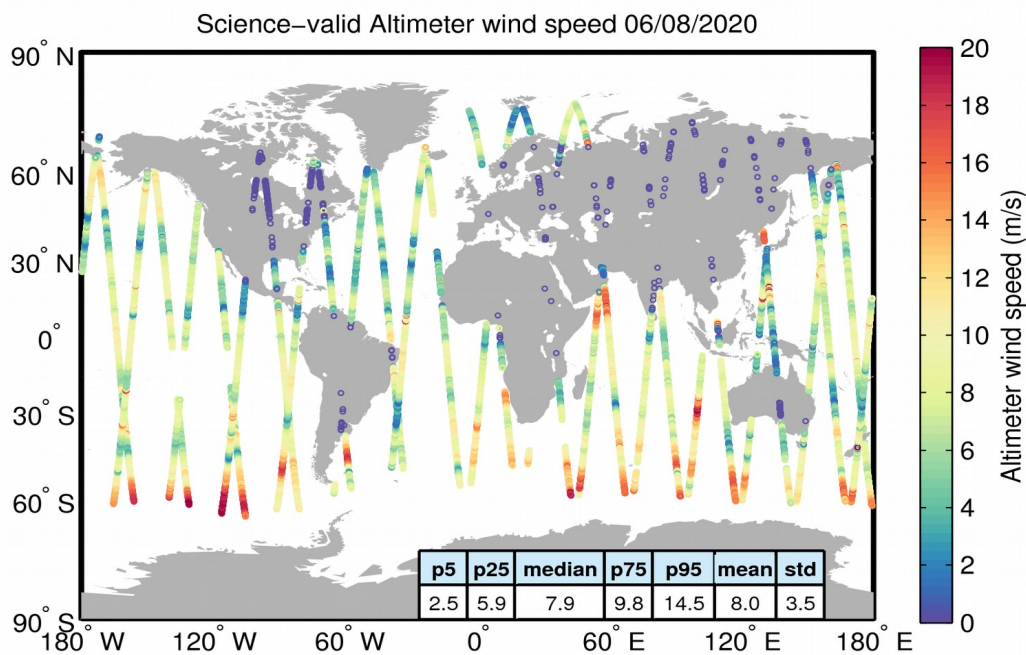 Science−valid Altimeter wind speed 06/08/2020
90° N
60° N
30° N
0°
30° S
60° S
90° S
180° W
120° W
60° W
0°
60° E
120° E
180° E
p5 p25 median p75 p95 mean std
2.5 5.9 7.9 9.8 14.5 8.0 3.5
20
18
16
14
12
10
8
6
4
2
0
Altimeter wind speed (m/s)